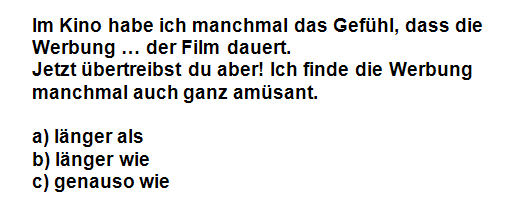 Im Kino habe ich manchmal das Gefühl, dass die
Werbung … der Film dauert.
Jetzt übertreibst du aber! Ich finde die Werbung
manchmal auch ganz amüsant.
a) länger als
b) länger wie
c) genauso wie